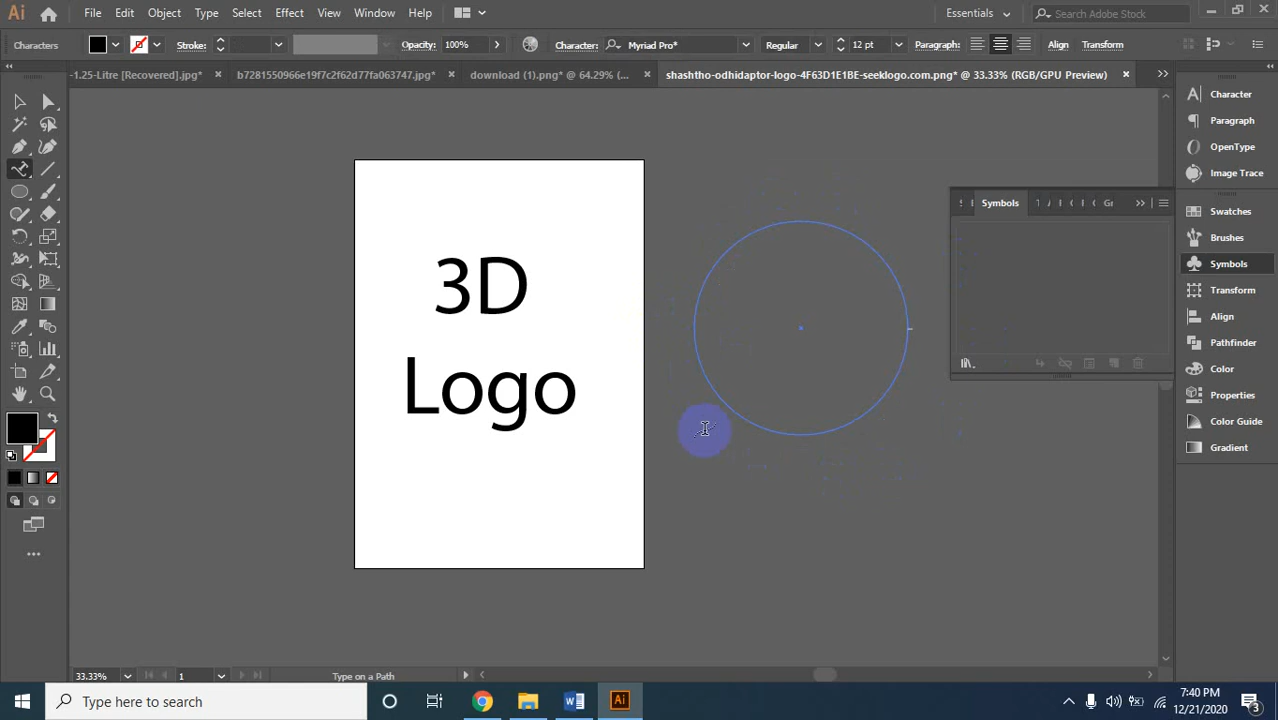 Ai File Edit Object Type Select Effect View Window Help Essentials Search Adobe Stock
Characters Stroke: Opacity: 100% Character: Myriad Pro* Regular 12 pt Paragraph: Align Transform
-1.25-Litre [Recovered].jpg* b7281550966e19f7c2f62d77fa063747.jpg* download (1).png* @ 64.29% (... shashtho-odhidaptor-logo-4F63D1E1BE-seeklogo.com.png* @ 33.33% (RGB/GPU Preview)
Character
Paragraph
OpenType
Image Trace
Symbols
Swatches
Brushes
Symbols
Transform
Align
Pathfinder
Color
Properties
Color Guide
Gradient
3D
Logo
33.33% 1 Type on a Path
Type here to search
Ai
7:40 PM
12/21/2020
3